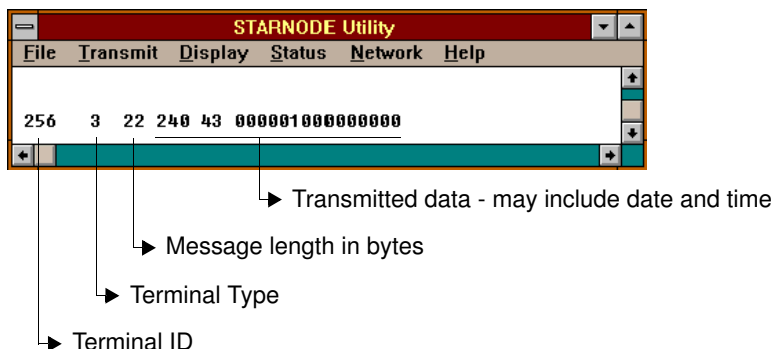 STARNODE Utility
File Transmit Display Status Network Help
256 3 22 240 43 000001000000000
Transmitted data - may include date and time
Message length in bytes
Terminal Type
Terminal ID